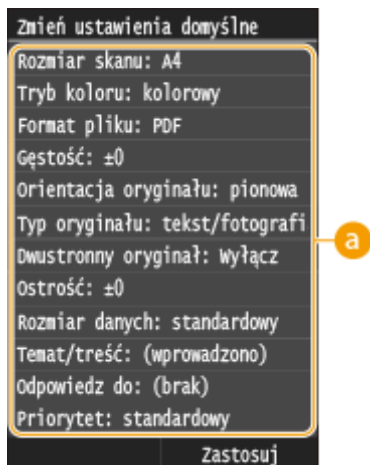 Zmień ustawienia domyślne
Rozmiar skanu: A4
Tryb koloru: kolorowy
Format pliku: PDF
Gęstość: ±0
Orientacja oryginału: pionowa
Typ oryginału: tekst/fotografi
Dwustronny oryginał: Wyłącz
Ostrość: ±0
Rozmiar danych: standardowy
Temat/treść: (wprowadzono)
Odpowiedz do: (brak)
Priorytet: standardowy
Zastosuj
a